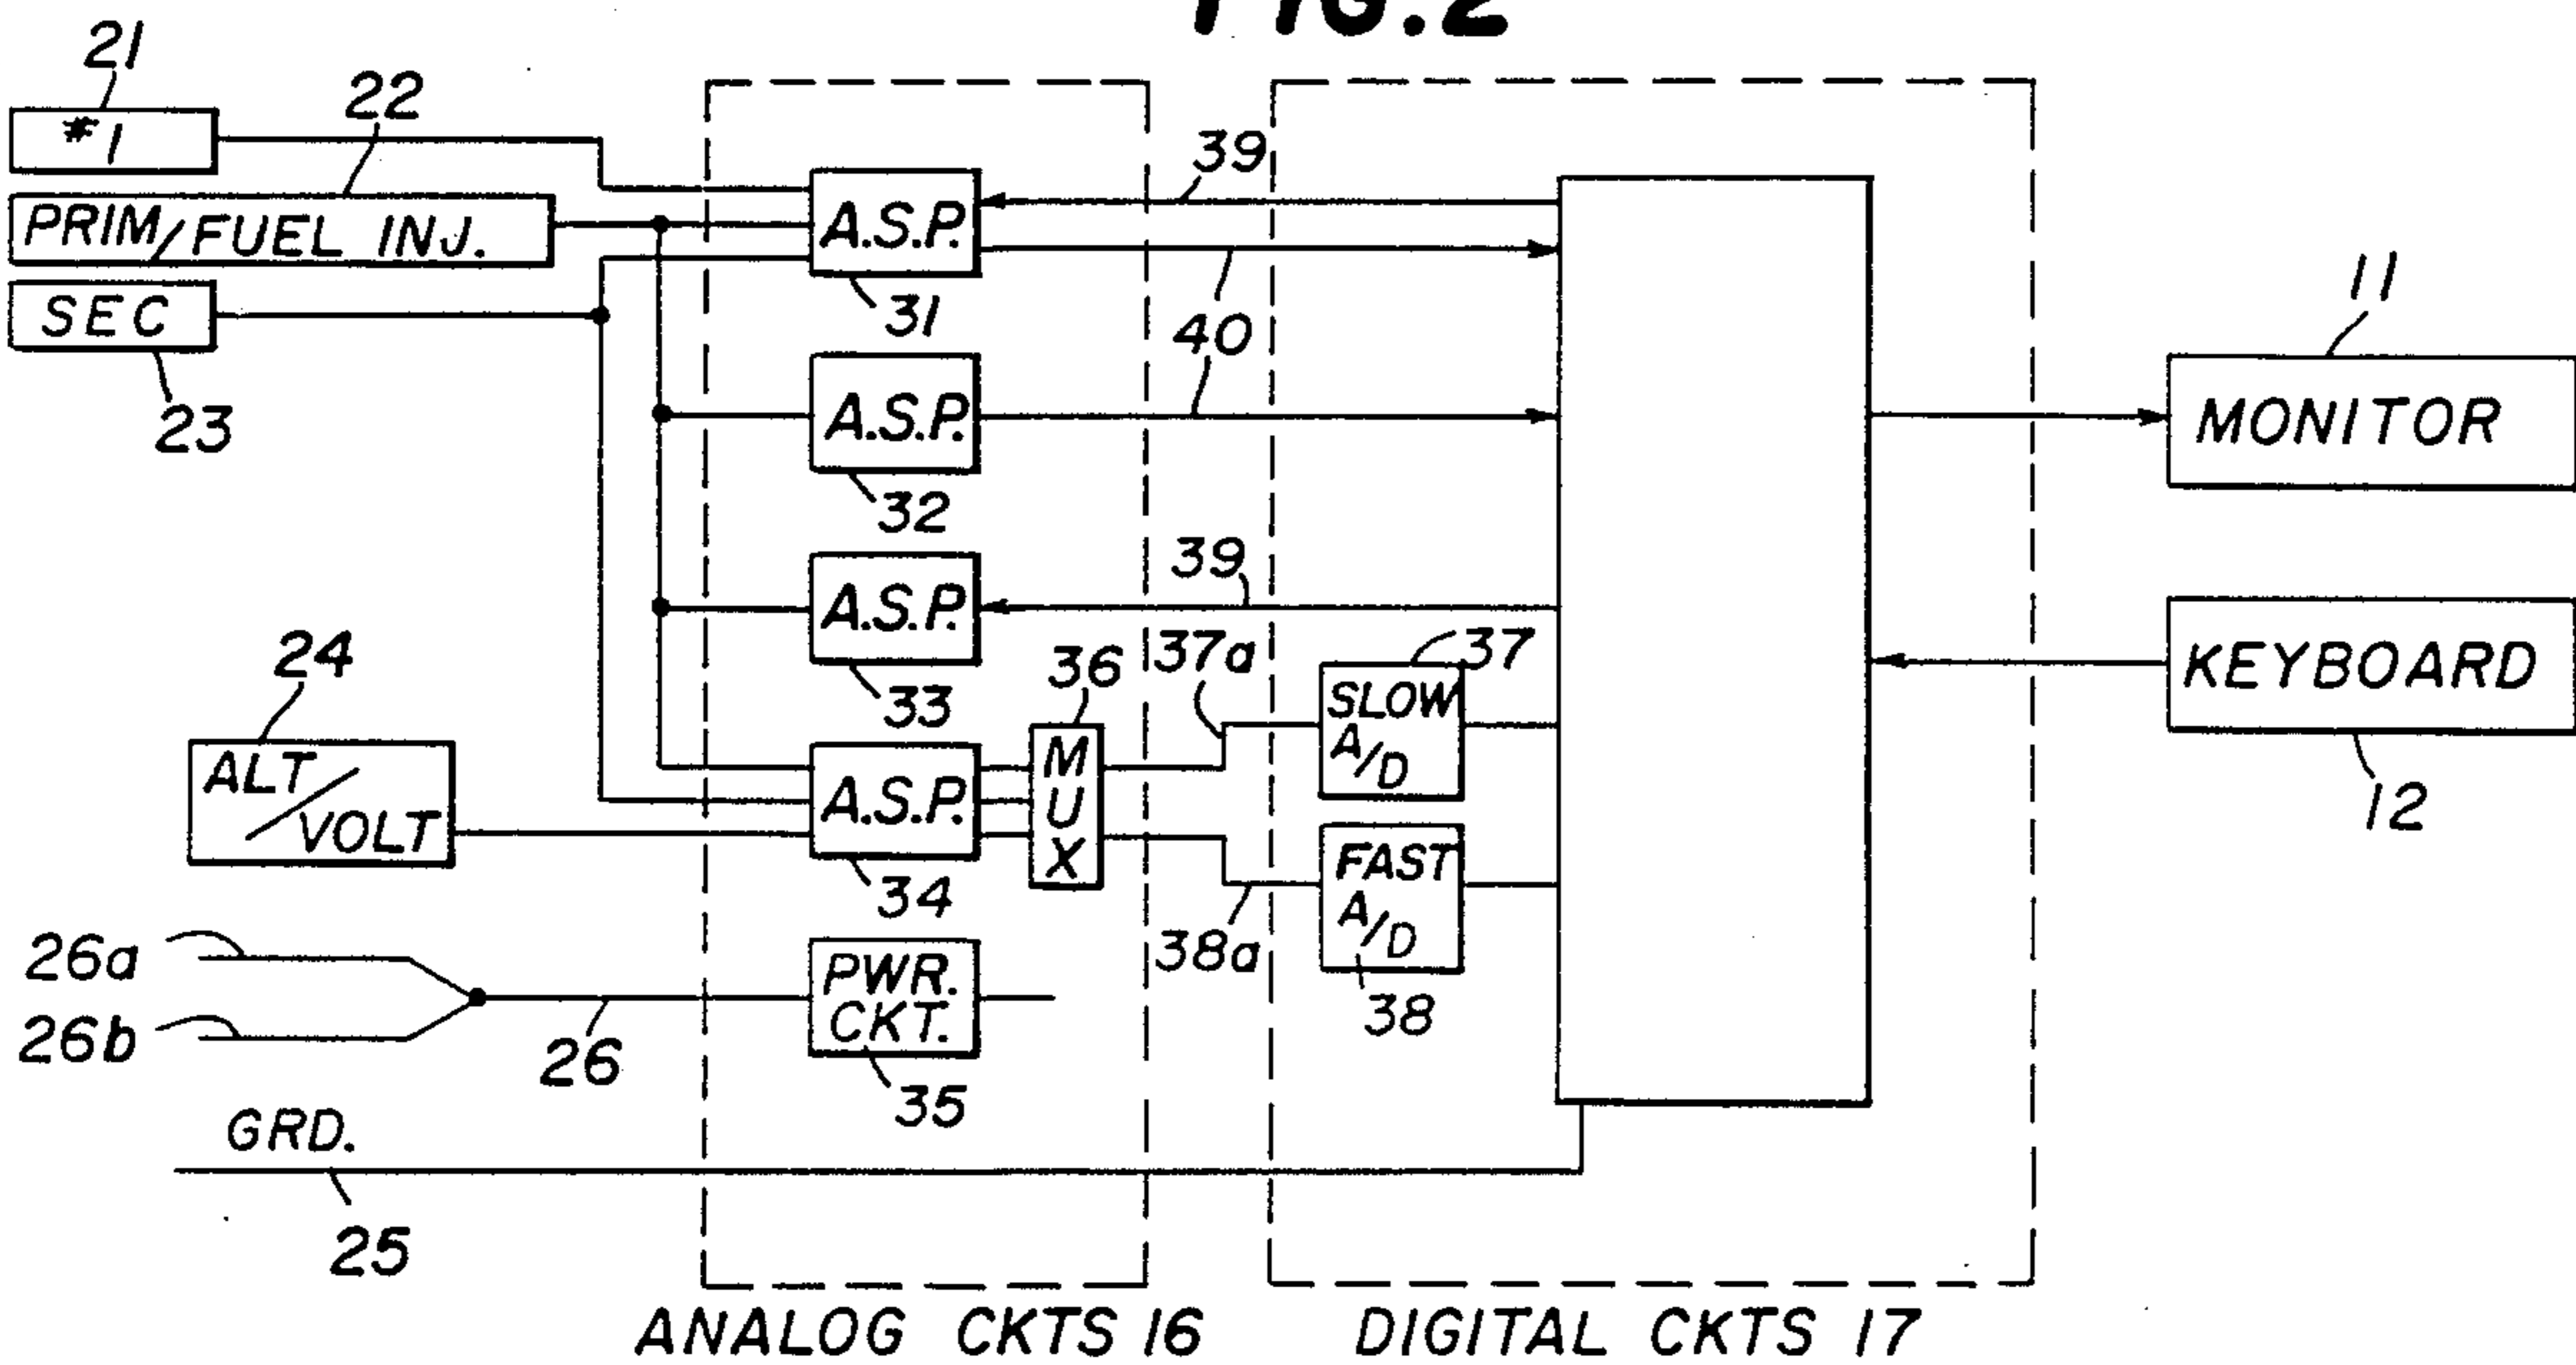 FIG.2
21
#1
22
PRIM/FUEL INJ.
SEC
23
A.S.P.
31
39
40
A.S.P.
32
A.S.P.
33
39
24
ALT/VOLT
A.S.P.
34
36
MUX
37a
37
SLOW A/D
38a
FAST A/D
38
26a
26b
26
PWR. CKT.
35
GRD.
25
11
MONITOR
KEYBOARD
12
ANALOG CKTS 16
DIGITAL CKTS 17